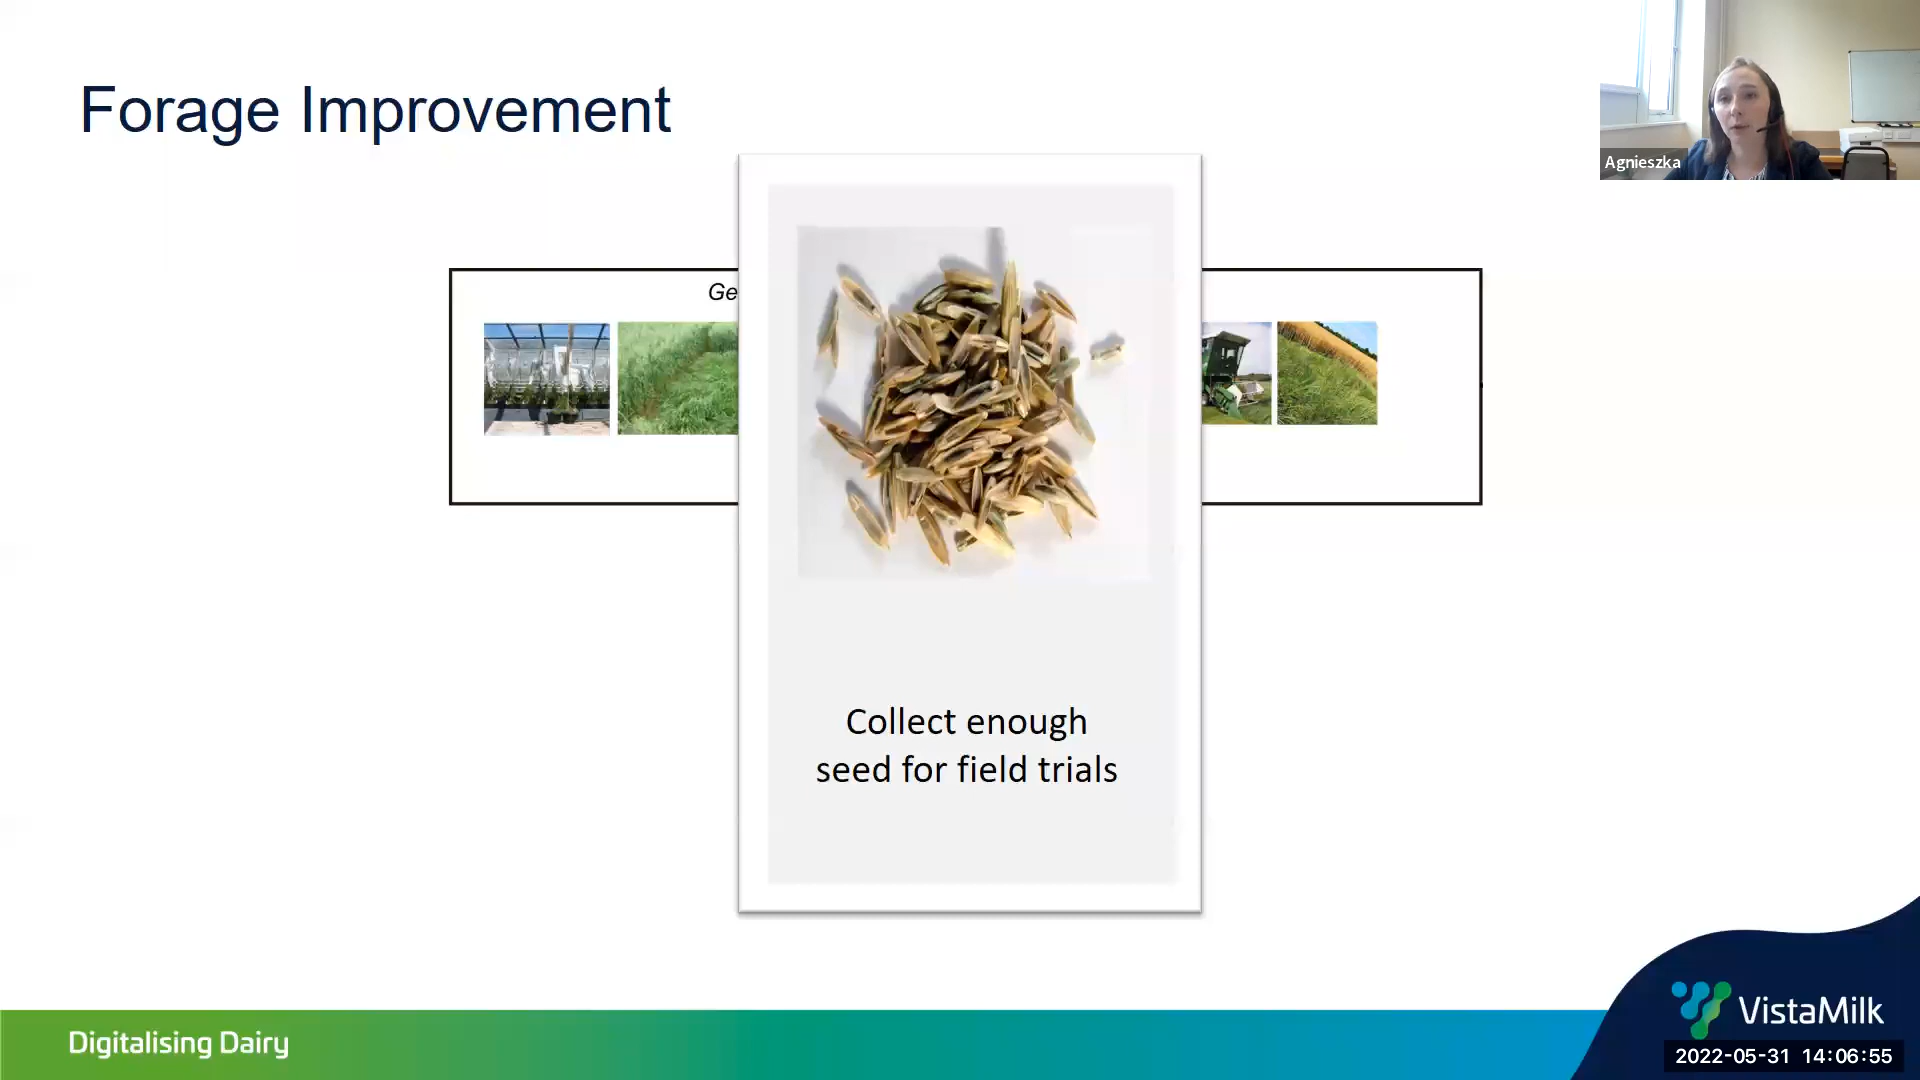 Forage Improvement
Agnieszka
Ge
Collect enough
seed for field trials
Digitalising Dairy
VistaMilk
2022-05-31 14:06:55